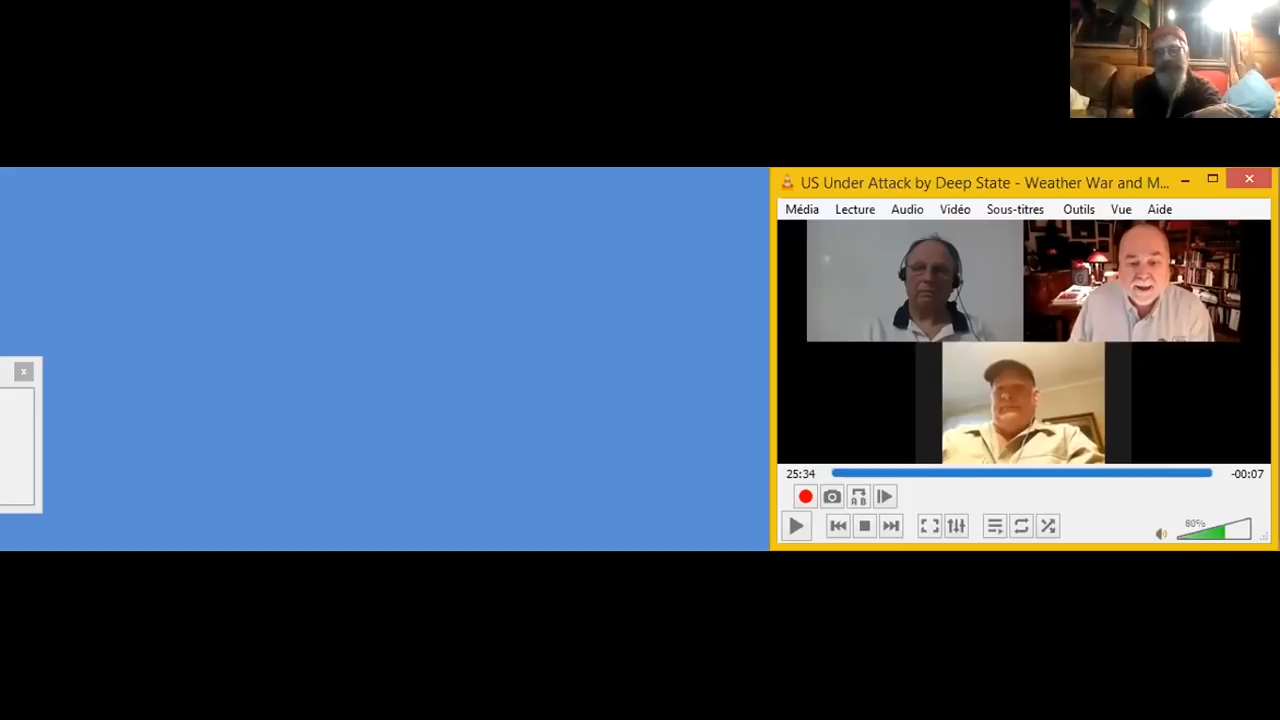 US Under Attack by Deep State - Weather War and M...
Média Lecture Audio Vidéo Sous-titres Outils Vue Aide
25:34 -00:07
A B
80%
x